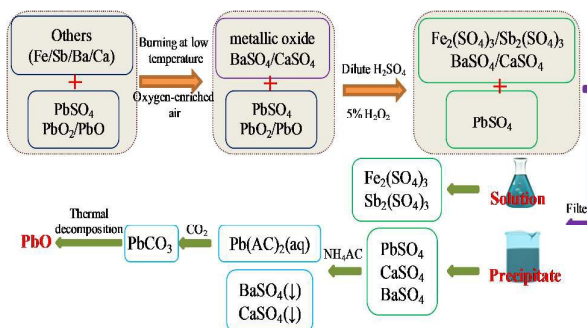 Others
(Fe/Sb/Ba/Ca)
+
PbSO4
PbO2/PbO
Burning at low
temperature
Oxygen-enriched
air
metallic oxide
BaSO4/CaSO4
+
PbSO4
PbO2/PbO
Dilute H2SO4
5% H2O2
Fe2(SO4)3/Sb2(SO4)3
BaSO4/CaSO4
+
PbSO4
Fe2(SO4)3
Sb2(SO4)3
Solution
Precipitate
PbSO4
CaSO4
BaSO4
NH4AC
Pb(AC)2(aq)
BaSO4(↓)
CaSO4(↓)
CO2
PbCO3
Thermal
decomposition
PbO